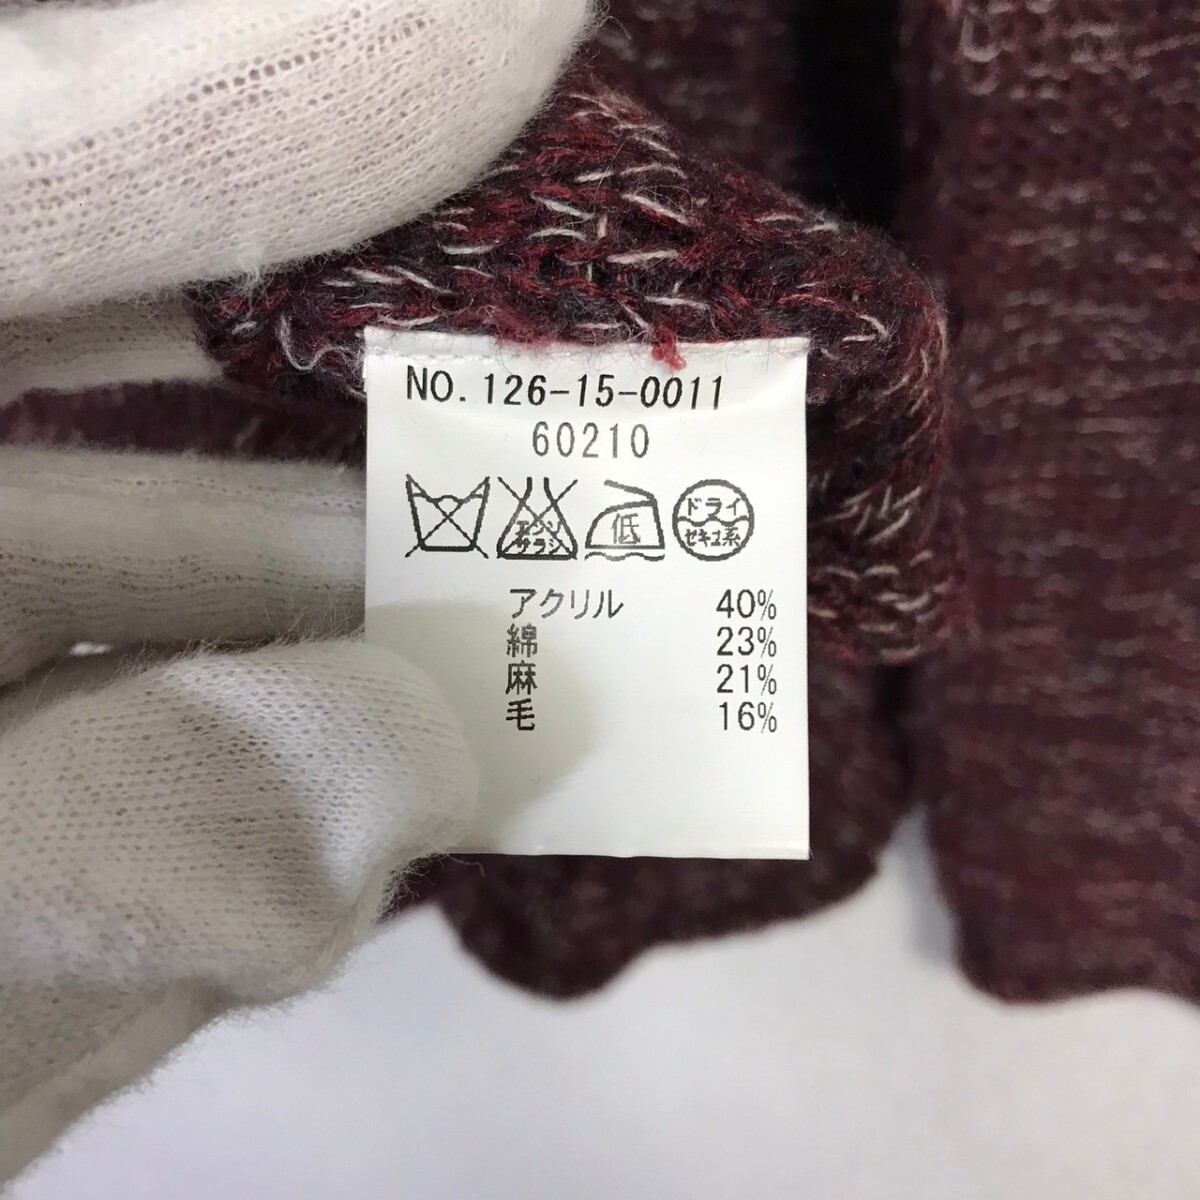 NO. 126-15-0011
60210
エンソ サラシ 低 ドライ セキユ系
アクリル 40%
綿 23%
麻 21%
毛 16%